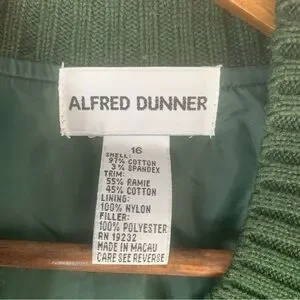 ALFRED DUNNER
16
SHELL:
97% COTTON
3% SPANDEX
TRIM:
55% RAMIE
45% COTTON
LINING:
100% NYLON
FILLER:
100% POLYESTER
RN 19232
MADE IN MACAU
CARE SEE REVERSE